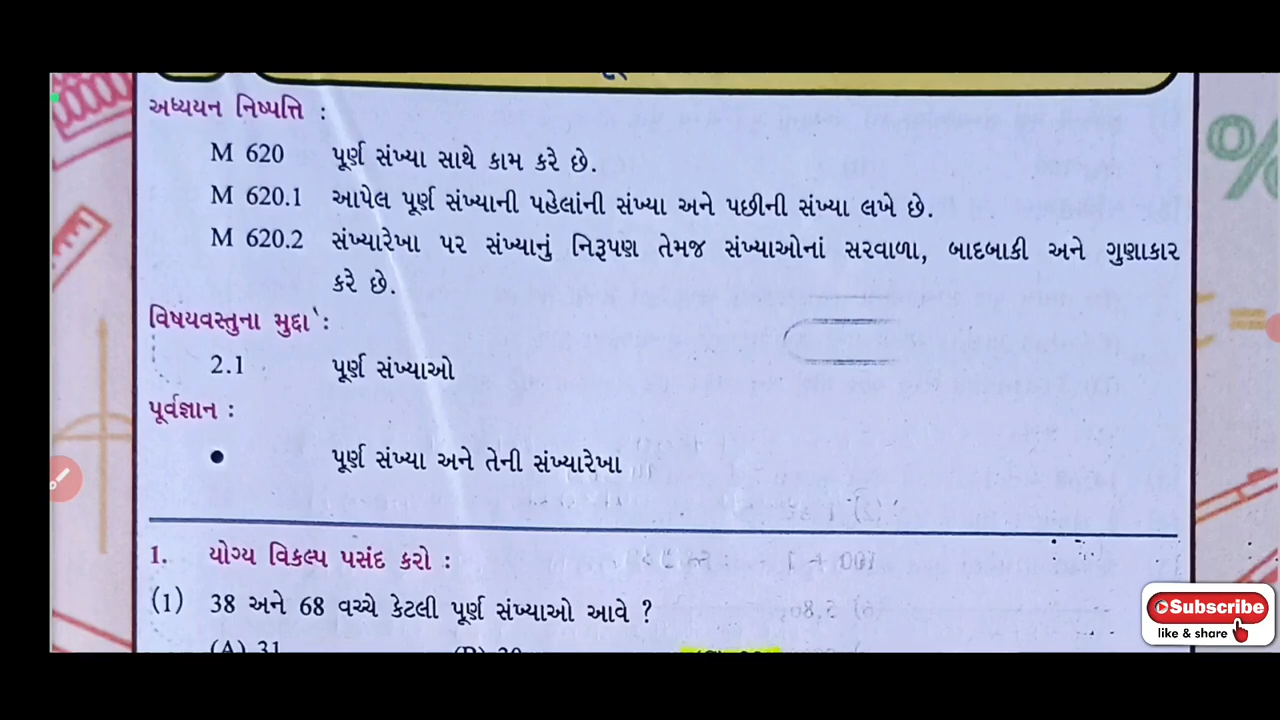 અધ્યયન નિષ્પત્તિ :
M 620 પૂર્ણ સંખ્યા સાથે કામ કરે છે.
M 620.1 આપેલ પૂર્ણ સંખ્યાની પહેલાંની સંખ્યા અને પછીની સંખ્યા લખે છે.
M 620.2 સંખ્યારેખા પર સંખ્યાનું નિરૂપણ તેમજ સંખ્યાઓનાં સરવાળા, બાદબાકી અને ગુણાકાર
કરે છે.
વિષયવસ્તુના મુદ્દા :
2.1 પૂર્ણ સંખ્યાઓ
પૂર્વજ્ઞાન :
● પૂર્ણ સંખ્યા અને તેની સંખ્યારેખા
1. યોગ્ય વિકલ્પ પસંદ કરો :
(1) 38 અને 68 વચ્ચે કેટલી પૂર્ણ સંખ્યાઓ આવે ?
(A) 31
Subscribe
like & share
%